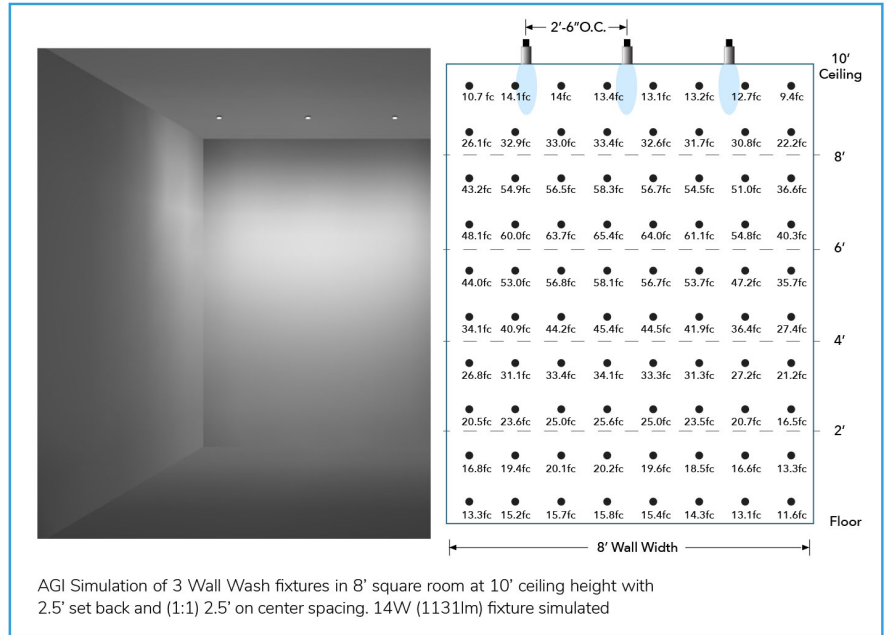 2'-6"O.C.
10'
Ceiling
10.7 fc 14.1fc 14fc 13.4fc 13.1fc 13.2fc 12.7fc 9.4fc
26.1fc 32.9fc 33.0fc 33.4fc 32.6fc 31.7fc 30.8fc 22.2fc
8'
43.2fc 54.9fc 56.5fc 58.3fc 56.7fc 54.5fc 51.0fc 36.6fc
48.1fc 60.0fc 63.7fc 65.4fc 64.0fc 61.1fc 54.8fc 40.3fc
6'
44.0fc 53.0fc 56.8fc 58.1fc 56.7fc 53.7fc 47.2fc 35.7fc
34.1fc 40.9fc 44.2fc 45.4fc 44.5fc 41.9fc 36.4fc 27.4fc
4'
26.8fc 31.1fc 33.4fc 34.1fc 33.3fc 31.3fc 27.2fc 21.2fc
20.5fc 23.6fc 25.0fc 25.6fc 25.0fc 23.5fc 20.7fc 16.5fc
2'
16.8fc 19.4fc 20.1fc 20.2fc 19.6fc 18.5fc 16.6fc 13.3fc
13.3fc 15.2fc 15.7fc 15.8fc 15.4fc 14.3fc 13.1fc 11.6fc
Floor
8' Wall Width
AGI Simulation of 3 Wall Wash fixtures in 8' square room at 10' ceiling height with
2.5' set back and (1:1) 2.5' on center spacing. 14W (1131lm) fixture simulated